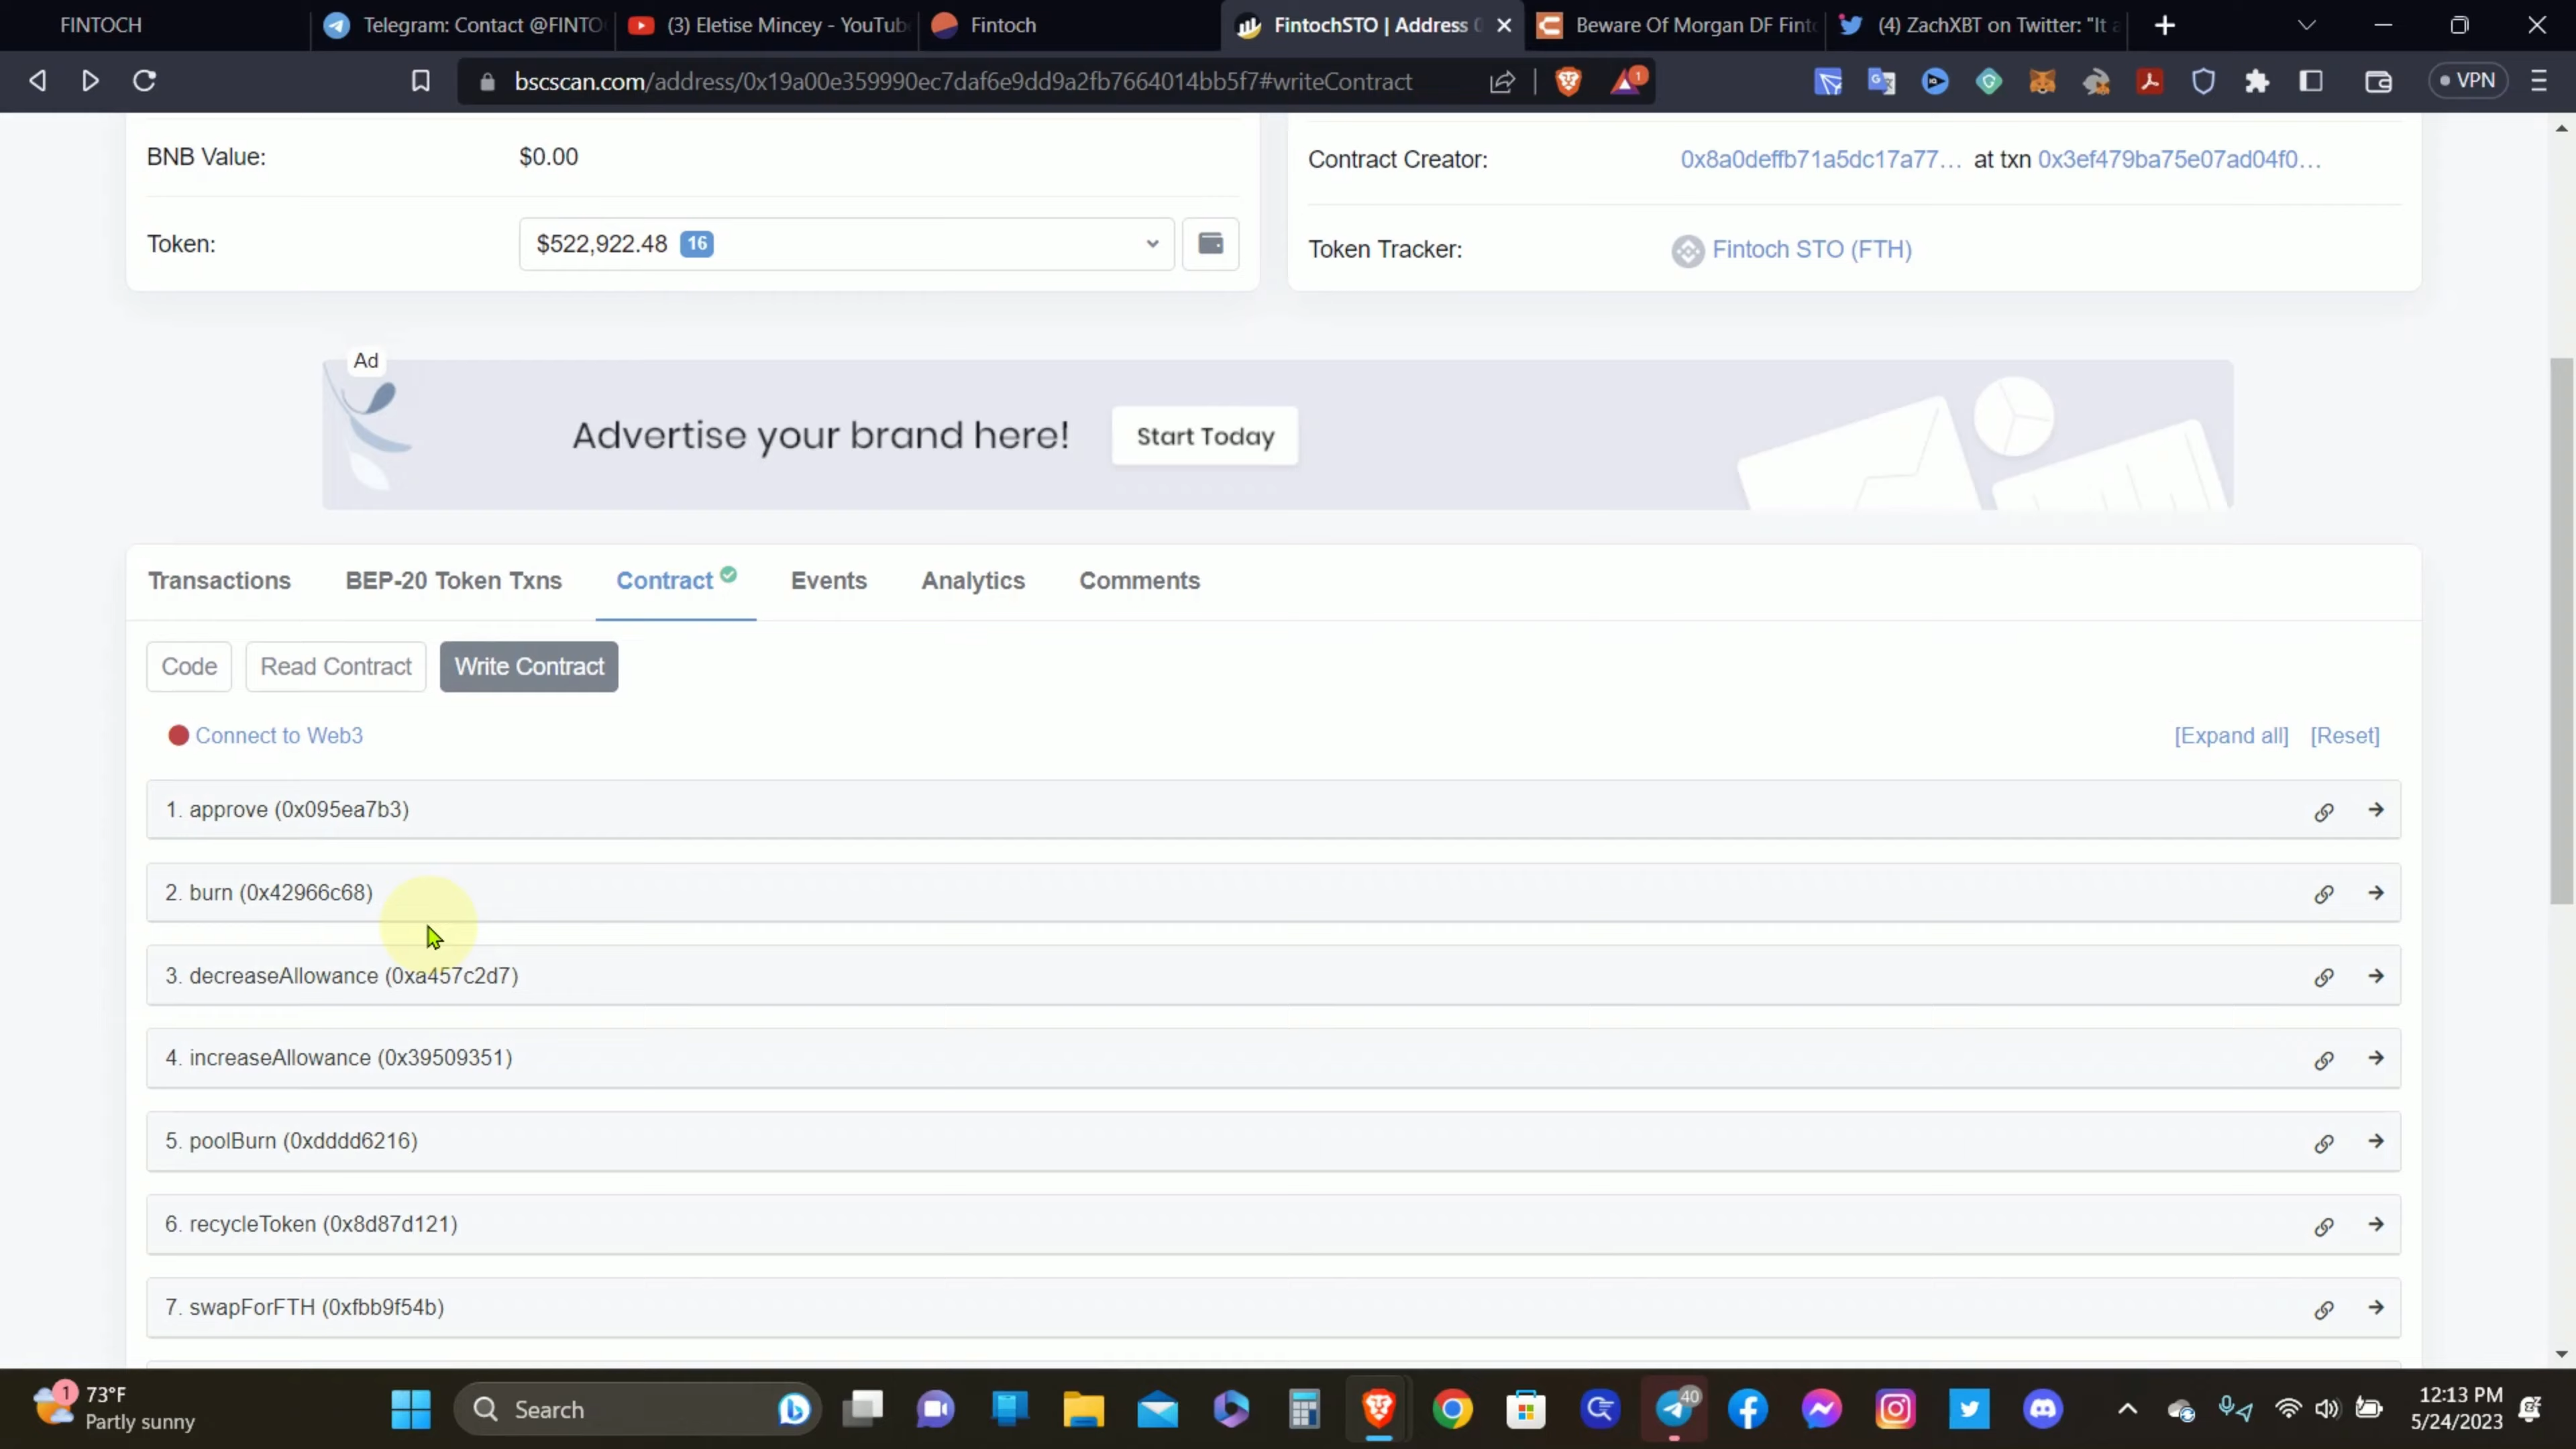 FINTOCH
Telegram: Contact @FINTO
(3) Eletise Mincey - YouTub
Fintoch
FintochSTO | Address
Beware Of Morgan DF Finto
(4) ZachXBT on Twitter: "It a
bscscan.com/address/0x19a00e359990ec7daf6e9dd9a2fb7664014bb5f7#writeContract
1
VPN
BNB Value:
$0.00
Contract Creator:
0x8a0deffb71a5dc17a77... at txn 0x3ef479ba75e07ad04f0...
Token:
$522,922.48 16
Token Tracker:
Fintoch STO (FTH)
Ad
Advertise your brand here!
Start Today
Transactions
BEP-20 Token Txns
Contract
Events
Analytics
Comments
Code
Read Contract
Write Contract
Connect to Web3
[Expand all]
[Reset]
1. approve (0x095ea7b3)
2. burn (0x42966c68)
3. decreaseAllowance (0xa457c2d7)
4. increaseAllowance (0x39509351)
5. poolBurn (0xdddd6216)
6. recycleToken (0x8d87d121)
7. swapForFTH (0xfbb9f54b)
1
73°F
Partly sunny
Search
40
12:13 PM
5/24/2023